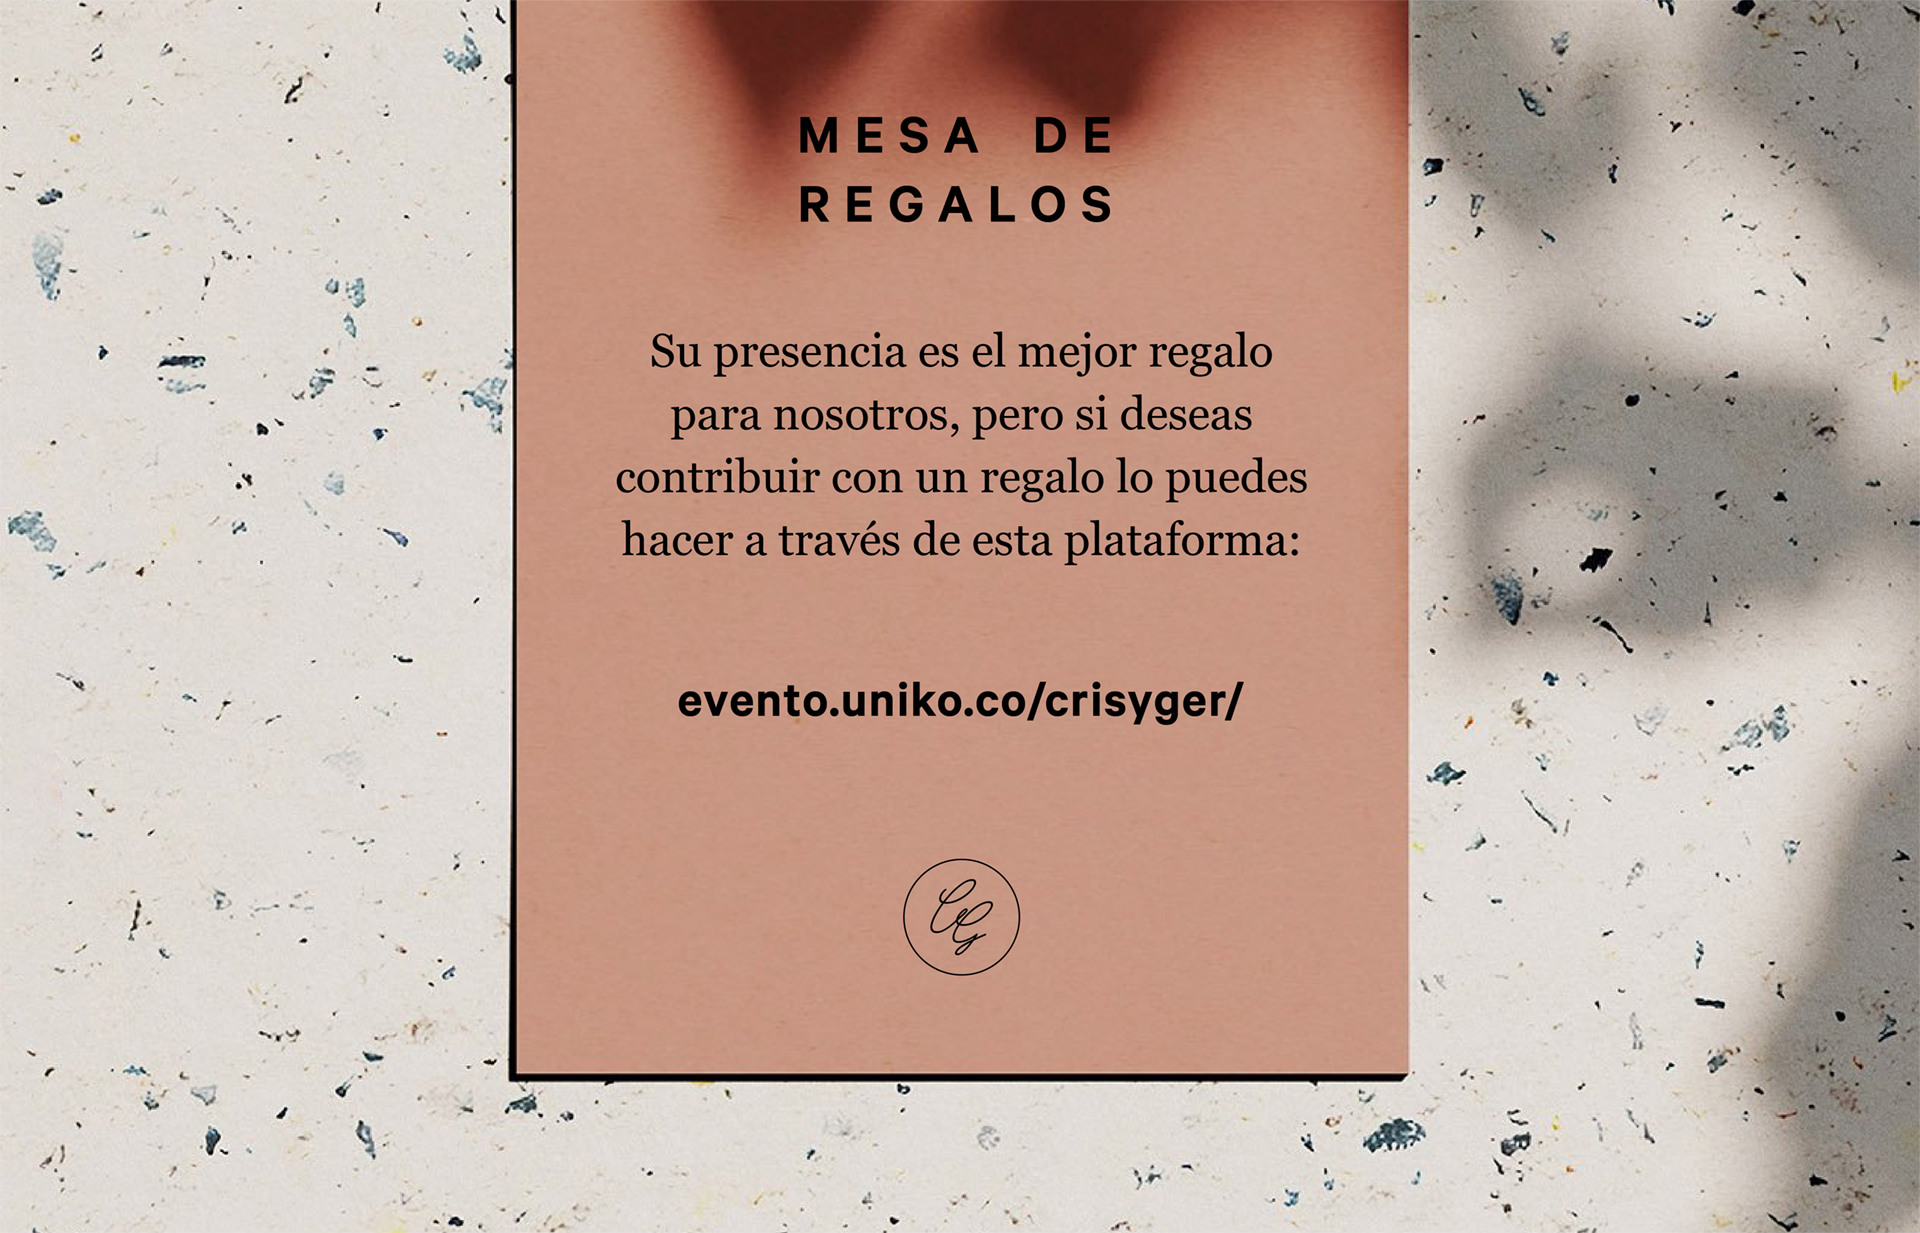 MESA DE
REGALOS
Su presencia es el mejor regalo
para nosotros, pero si deseas
contribuir con un regalo lo puedes
hacer a través de esta plataforma:
evento.uniko.co/crisyger/
CG